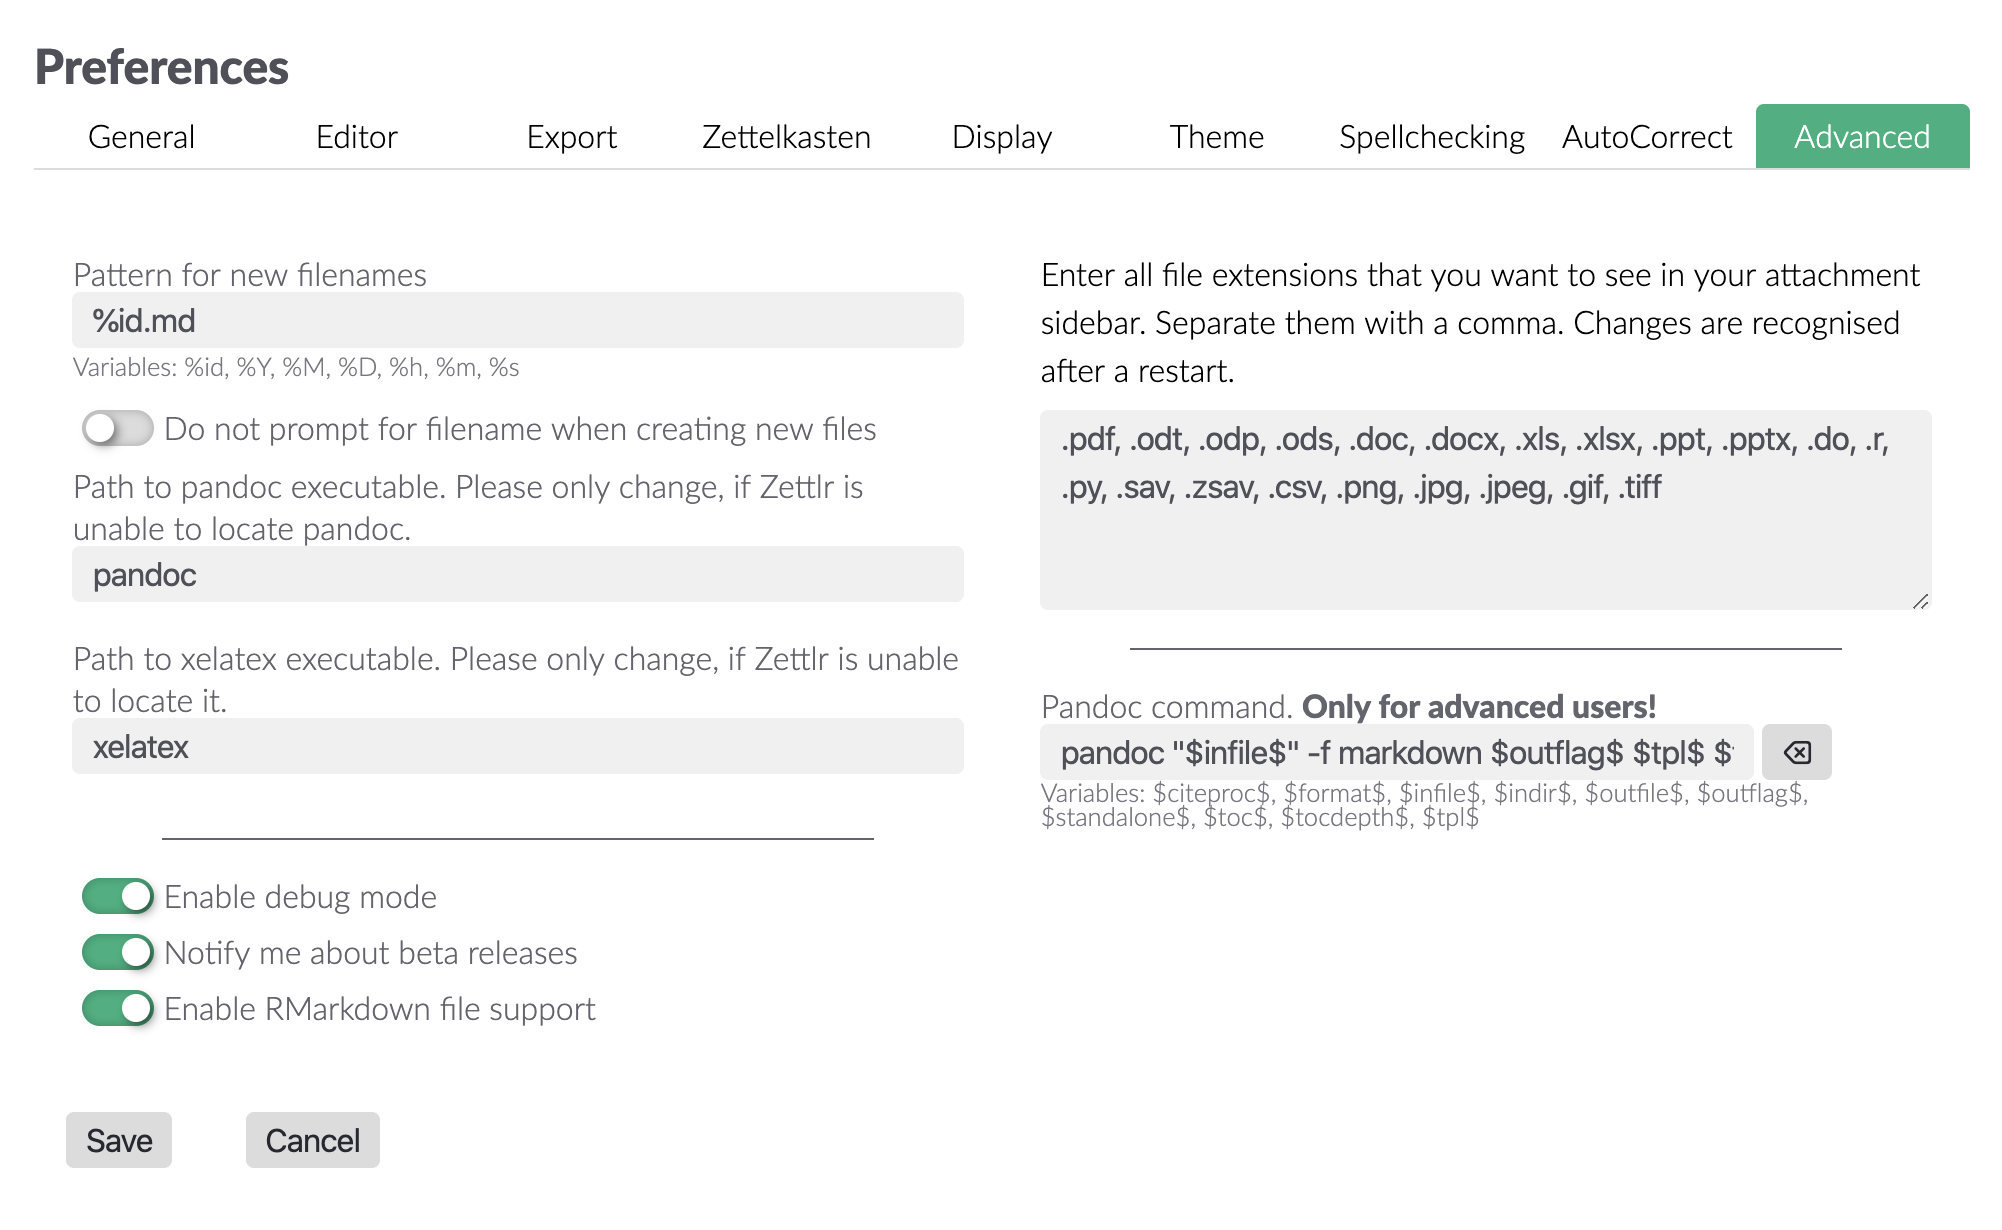 Preferences
General Editor Export Zettelkasten Display Theme Spellchecking AutoCorrect Advanced
Pattern for new filenames
%id.md
Variables: %id, %Y, %M, %D, %h, %m, %s
Do not prompt for filename when creating new files
Path to pandoc executable. Please only change, if Zettlr is
unable to locate pandoc.
pandoc
Path to xelatex executable. Please only change, if Zettlr is unable
to locate it.
xelatex
Enable debug mode
Notify me about beta releases
Enable RMarkdown file support
Enter all file extensions that you want to see in your attachment
sidebar. Separate them with a comma. Changes are recognised
after a restart.
.pdf, .odt, .odp, .ods, .doc, .docx, .xls, .xlsx, .ppt, .pptx, .do, .r,
.py, .sav, .zsav, .csv, .png, .jpg, .jpeg, .gif, .tiff
Pandoc command. Only for advanced users!
pandoc "$infile$" -f markdown $outflag$ $tpl$ $
Variables: $citeproc$, $format$, $infile$, $indir$, $outfile$, $outflag$,
$standalone$, $toc$, $tocdepth$, $tpl$
Save Cancel